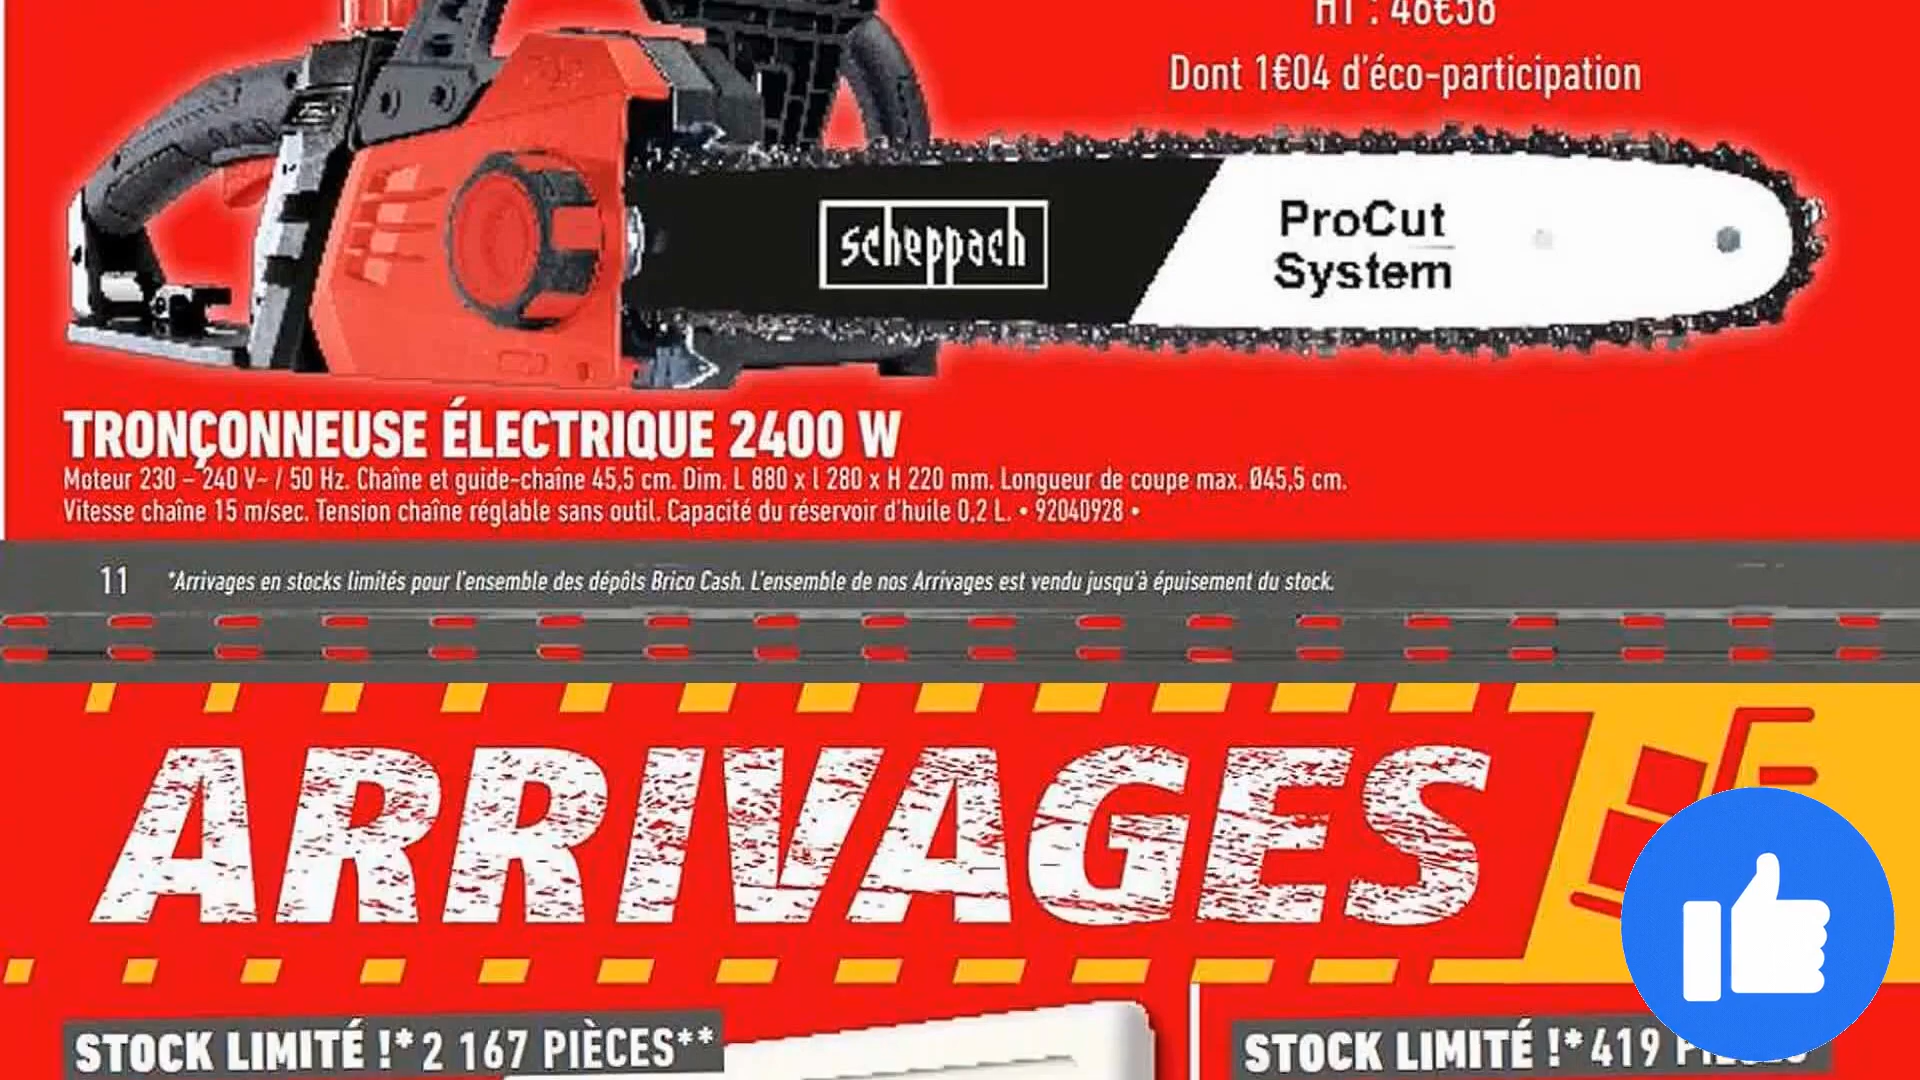 HT : 46€58
Dont 1€04 d'éco-participation
scheppach
ProCut
System
TRONÇONNEUSE ÉLECTRIQUE 2400 W
Moteur 230 – 240 V~ / 50 Hz. Chaîne et guide-chaîne 45,5 cm. Dim. L 880 x l 280 x H 220 mm. Longueur de coupe max. Ø45,5 cm.
Vitesse chaîne 15 m/sec. Tension chaîne réglable sans outil. Capacité du réservoir d'huile 0,2 L. • 92040928 •
11 *Arrivages en stocks limités pour l'ensemble des dépôts Brico Cash. L'ensemble de nos Arrivages est vendu jusqu'à épuisement du stock.
ARRIVAGES
STOCK LIMITÉ !* 2 167 PIÈCES**
STOCK LIMITÉ !* 419